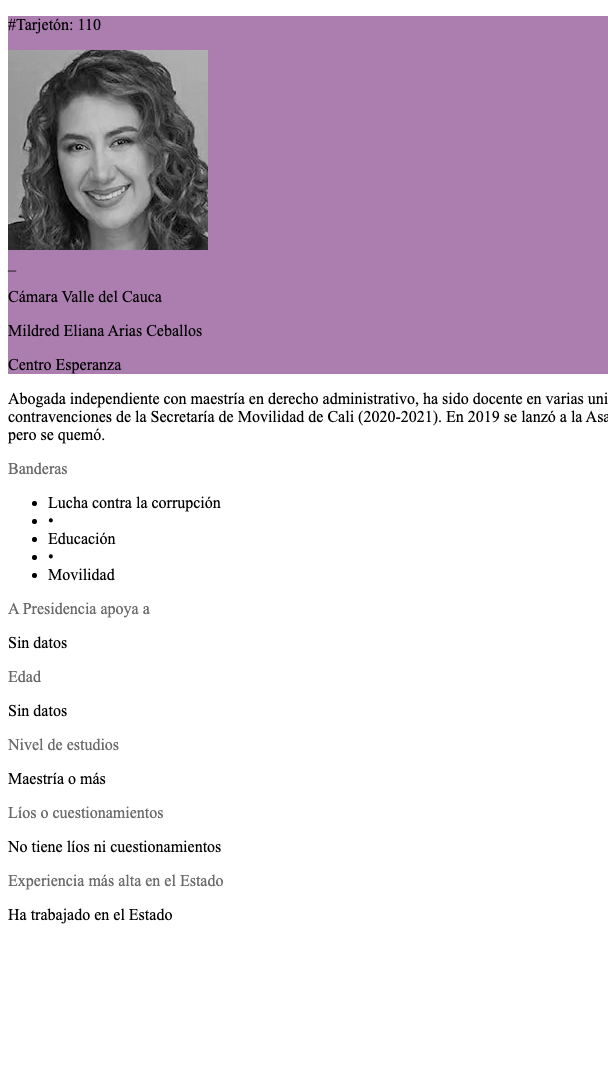 #Tarjetón: 110
_
Cámara Valle del Cauca
Mildred Eliana Arias Ceballos
Centro Esperanza
Abogada independiente con maestría en derecho administrativo, ha sido docente en varias
contravenciones de la Secretaría de Movilidad de Cali (2020-2021). En 2019 se lanzó a la
pero se quemó.
Banderas
• Lucha contra la corrupción
• •
• Educación
• •
• Movilidad
A Presidencia apoya a
Sin datos
Edad
Sin datos
Nivel de estudios
Maestría o más
Líos o cuestionamientos
No tiene líos ni cuestionamientos
Experiencia más alta en el Estado
Ha trabajado en el Estado